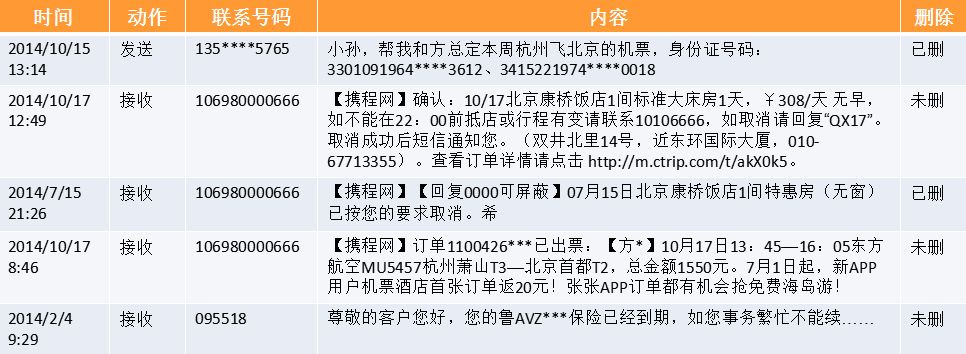 时间 动作 联系号码 内容 删除
2014/10/15 发送 135****5765 小孙，帮我和方总定本周杭州飞北京的机票，身份证号码： 已删
13:14 3301091964****3612、3415221974****0018
2014/10/17 接收 106980000666 【携程网】确认：10/17北京康桥饭店1间标准大床房1天，￥308/天 无早， 未删
12:49 如不能在22：00前抵店或行程有变请联系10106666，如取消请回复“QX17”。
取消成功后短信通知您。（双井北里14号，近东环国际大厦，010-
67713355）。查看订单详情请点击 http://m.ctrip.com/t/akX0k5。
2014/7/15 接收 106980000666 【携程网】【回复0000可屏蔽】07月15日北京康桥饭店1间特惠房（无窗） 已删
21:26 已按您的要求取消。希
2014/10/17 接收 106980000666 【携程网】订单1100426***已出票：【方*】10月17日13：45—16：05东方 未删
8:46 航空MU5457杭州萧山T3—北京首都T2，总金额1550元。7月1日起，新APP
用户机票酒店首张订单返20元！张张APP订单都有机会抢免费海岛游！
2014/2/4 接收 095518 尊敬的客户您好，您的鲁AVZ***保险已经到期，如您事务繁忙不能续…… 未删
9:29